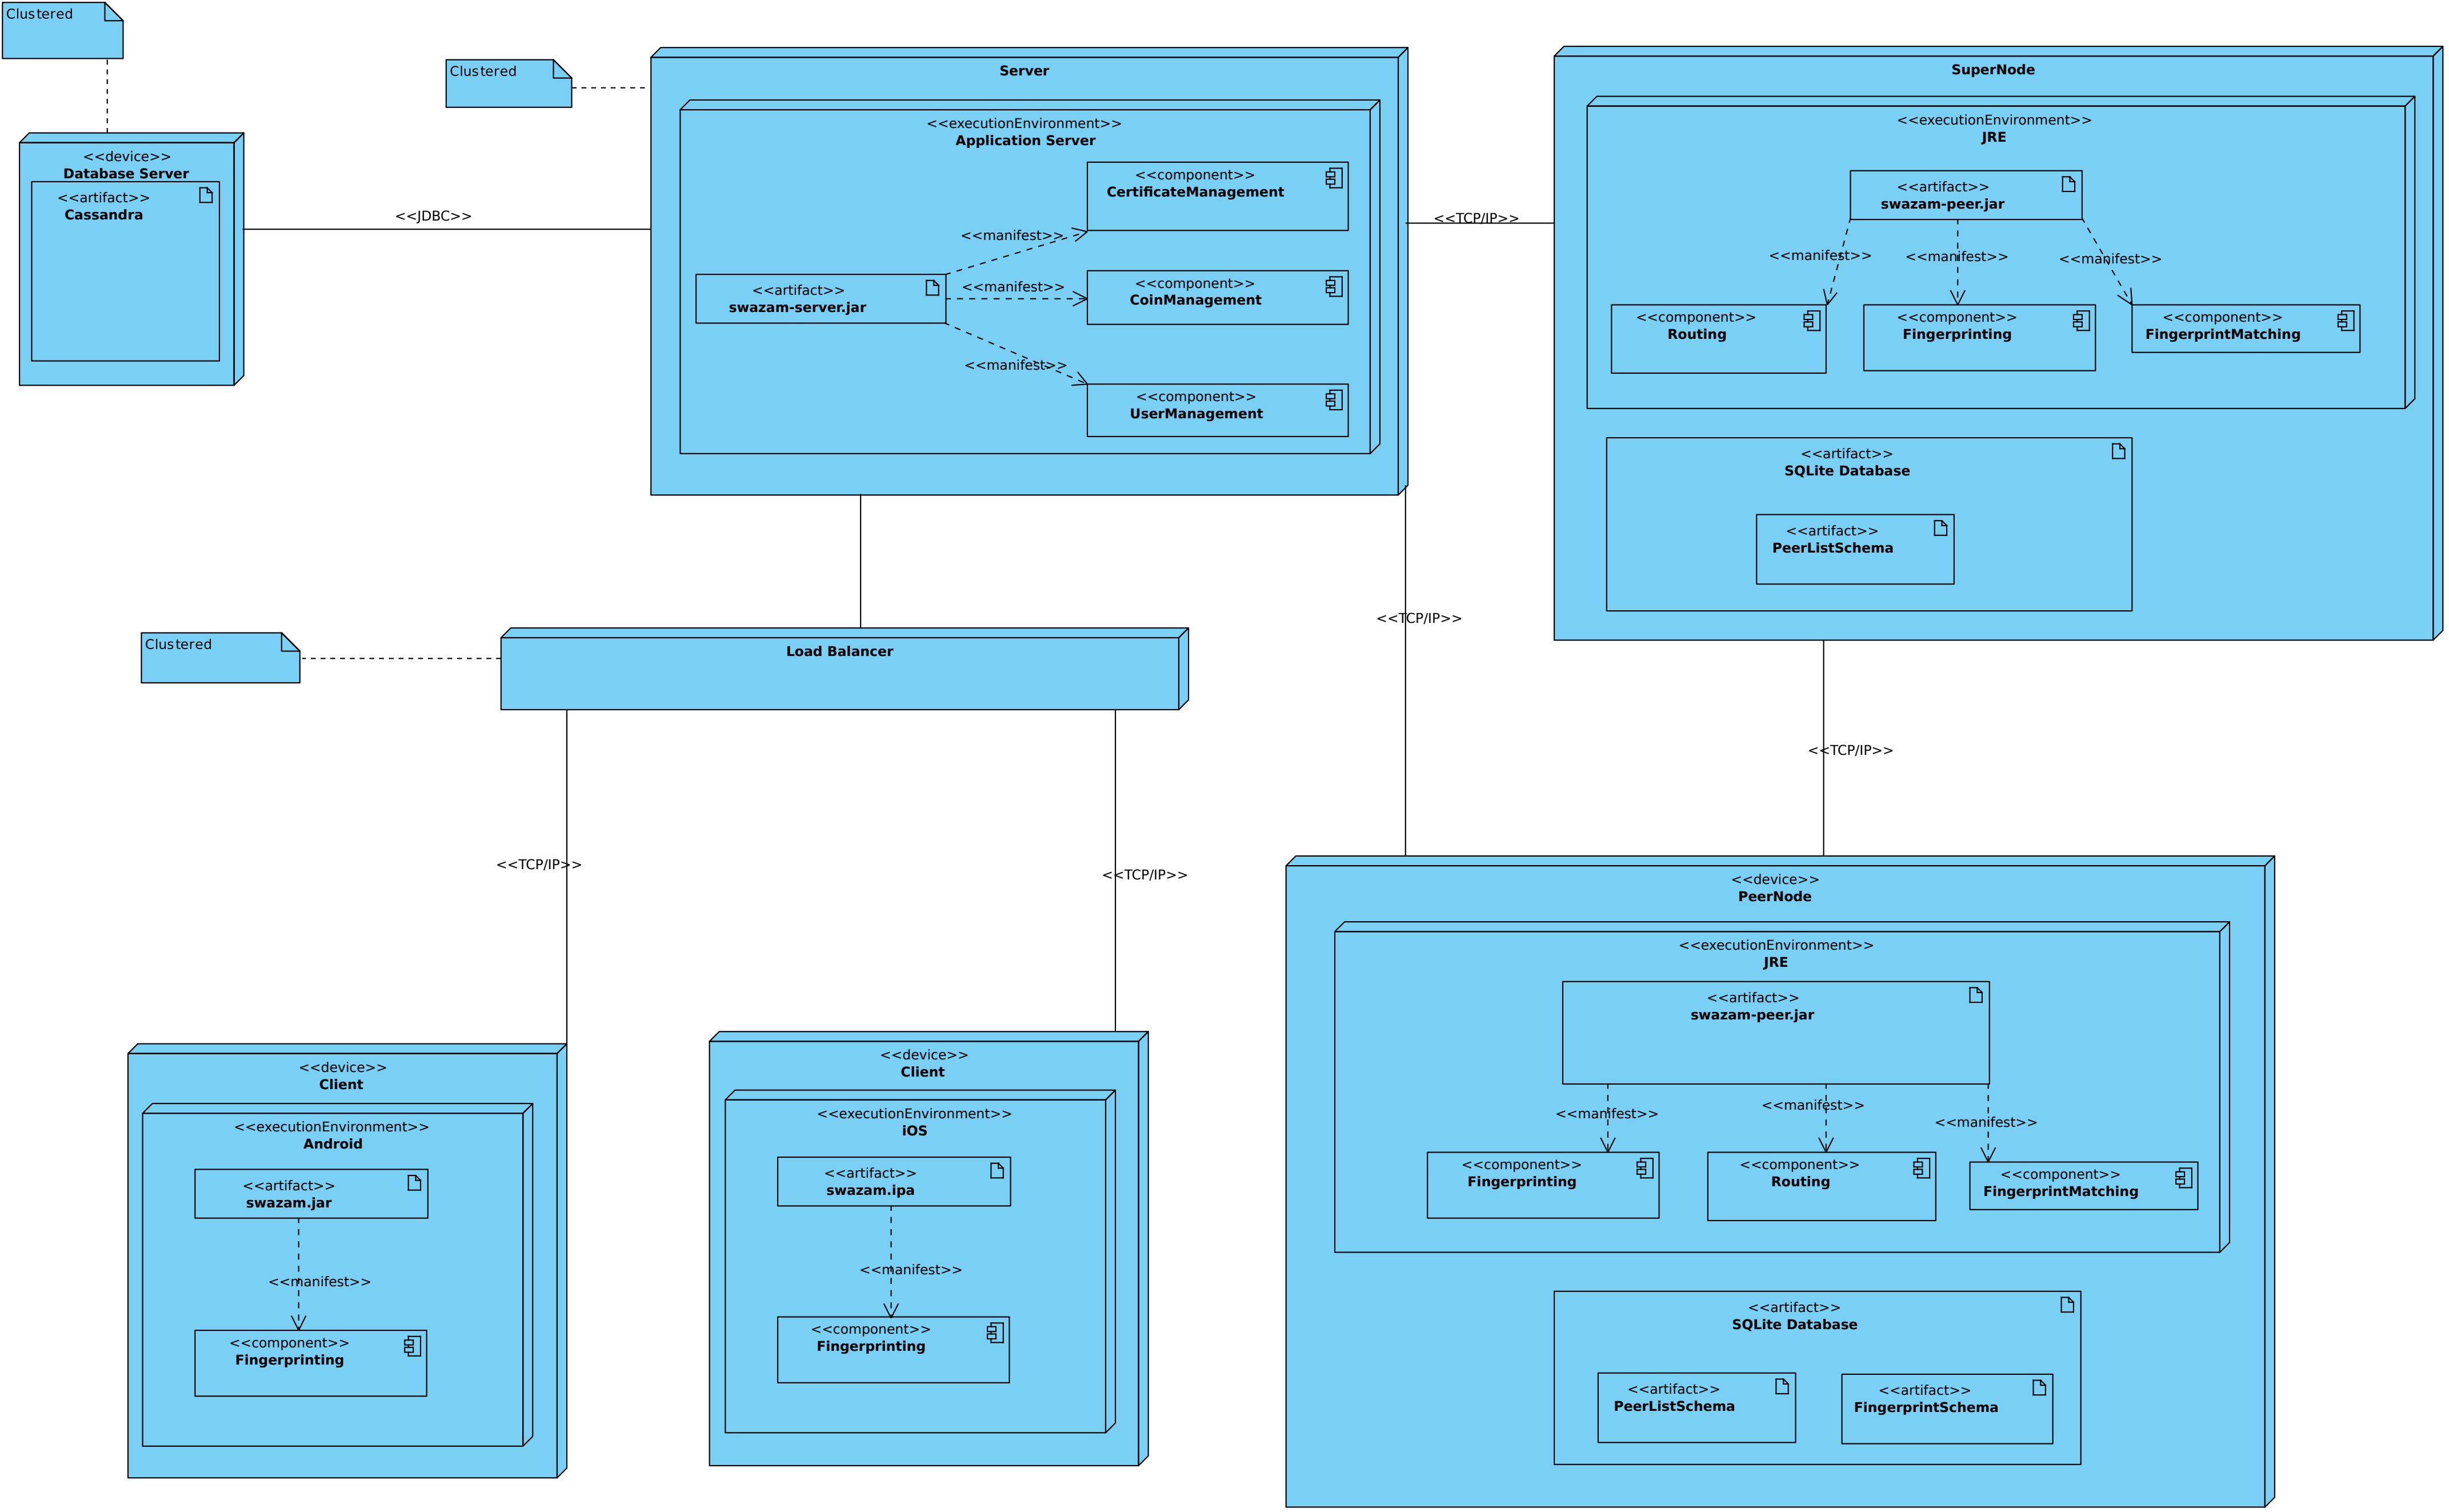 Clustered
Clustered
<<device>>
Database Server
<<artifact>>
Cassandra
<<JDBC>>
Server
<<executionEnvironment>>
Application Server
<<component>>
CertificateManagement
<<manifest>>
<<artifact>>
swazam-server.jar
<<manifest>>
<<component>>
CoinManagement
<<manifest>>
<<component>>
UserManagement
<<TCP/IP>>
SuperNode
<<executionEnvironment>>
JRE
<<artifact>>
swazam-peer.jar
<<manifest>>
<<manifest>>
<<manifest>>
<<component>>
Routing
<<component>>
Fingerprinting
<<component>>
FingerprintMatching
<<artifact>>
SQLite Database
<<artifact>>
PeerListSchema
<<TCP/IP>>
Clustered
Load Balancer
<<TCP/IP>>
<<TCP/IP>>
<<TCP/IP>>
<<device>>
Client
<<executionEnvironment>>
Android
<<artifact>>
swazam.jar
<<manifest>>
<<component>>
Fingerprinting
<<device>>
Client
<<executionEnvironment>>
iOS
<<artifact>>
swazam.ipa
<<manifest>>
<<component>>
Fingerprinting
<<device>>
PeerNode
<<executionEnvironment>>
JRE
<<artifact>>
swazam-peer.jar
<<manifest>>
<<manifest>>
<<manifest>>
<<component>>
Fingerprinting
<<component>>
Routing
<<component>>
FingerprintMatching
<<artifact>>
SQLite Database
<<artifact>>
PeerListSchema
<<artifact>>
FingerprintSchema